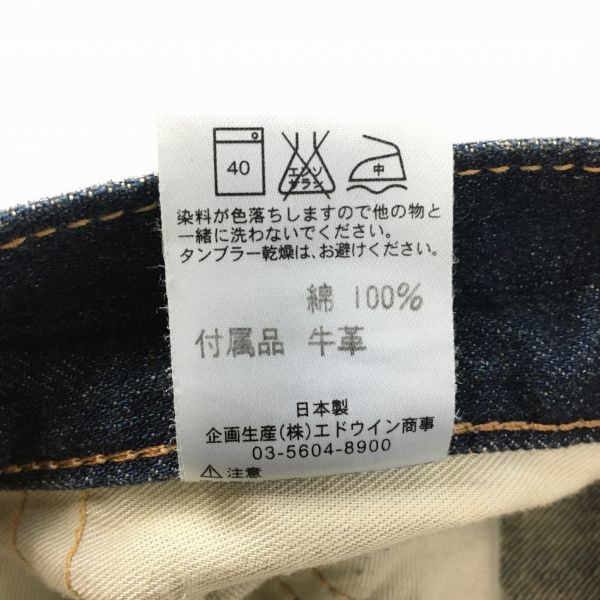 40
エンソ
サラシ
中
染料が色落ちしますので他の物と
一緒に洗わないでください。
タンブラー乾燥は、お避けください。
綿 100%
付属品 牛革
日本製
企画生産(株)エドウイン商事
03-5604-8900
⚠注意